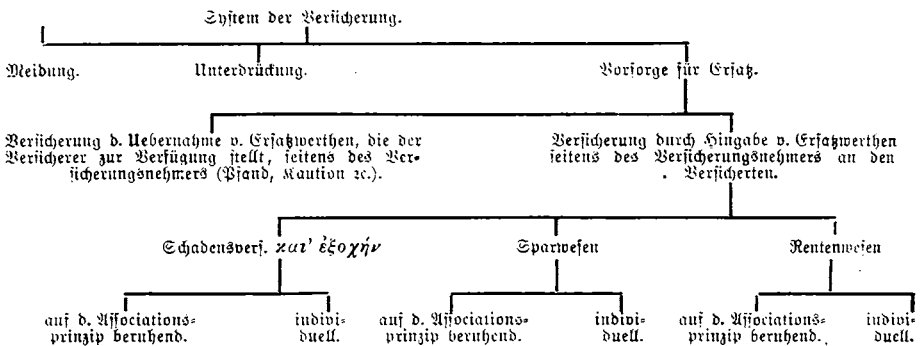 System der Versicherung.
Meidung.
Unterdrückung.
Vorsorge für Ersatz.
Versicherung d. Uebernahme v. Ersatzwerthen, die der
Versicherer zur Verfügung stellt, seitens des Ver-
sicherungsnehmers (Pfand, Kaution ꝛc.).
Versicherung durch Hingabe v. Ersatzwerthen
seitens des Versicherungsnehmers an den
Versicherten.
Schadensvers. κατ' ἐξοχήν
Sparwesen
Rentenwesen
auf d. Associations-
prinzip beruhend.
indivi-
duell.
auf d. Associations-
prinzip beruhend.
indivi-
duell.
auf d. Associations-
prinzip beruhend.
indivi-
duell.